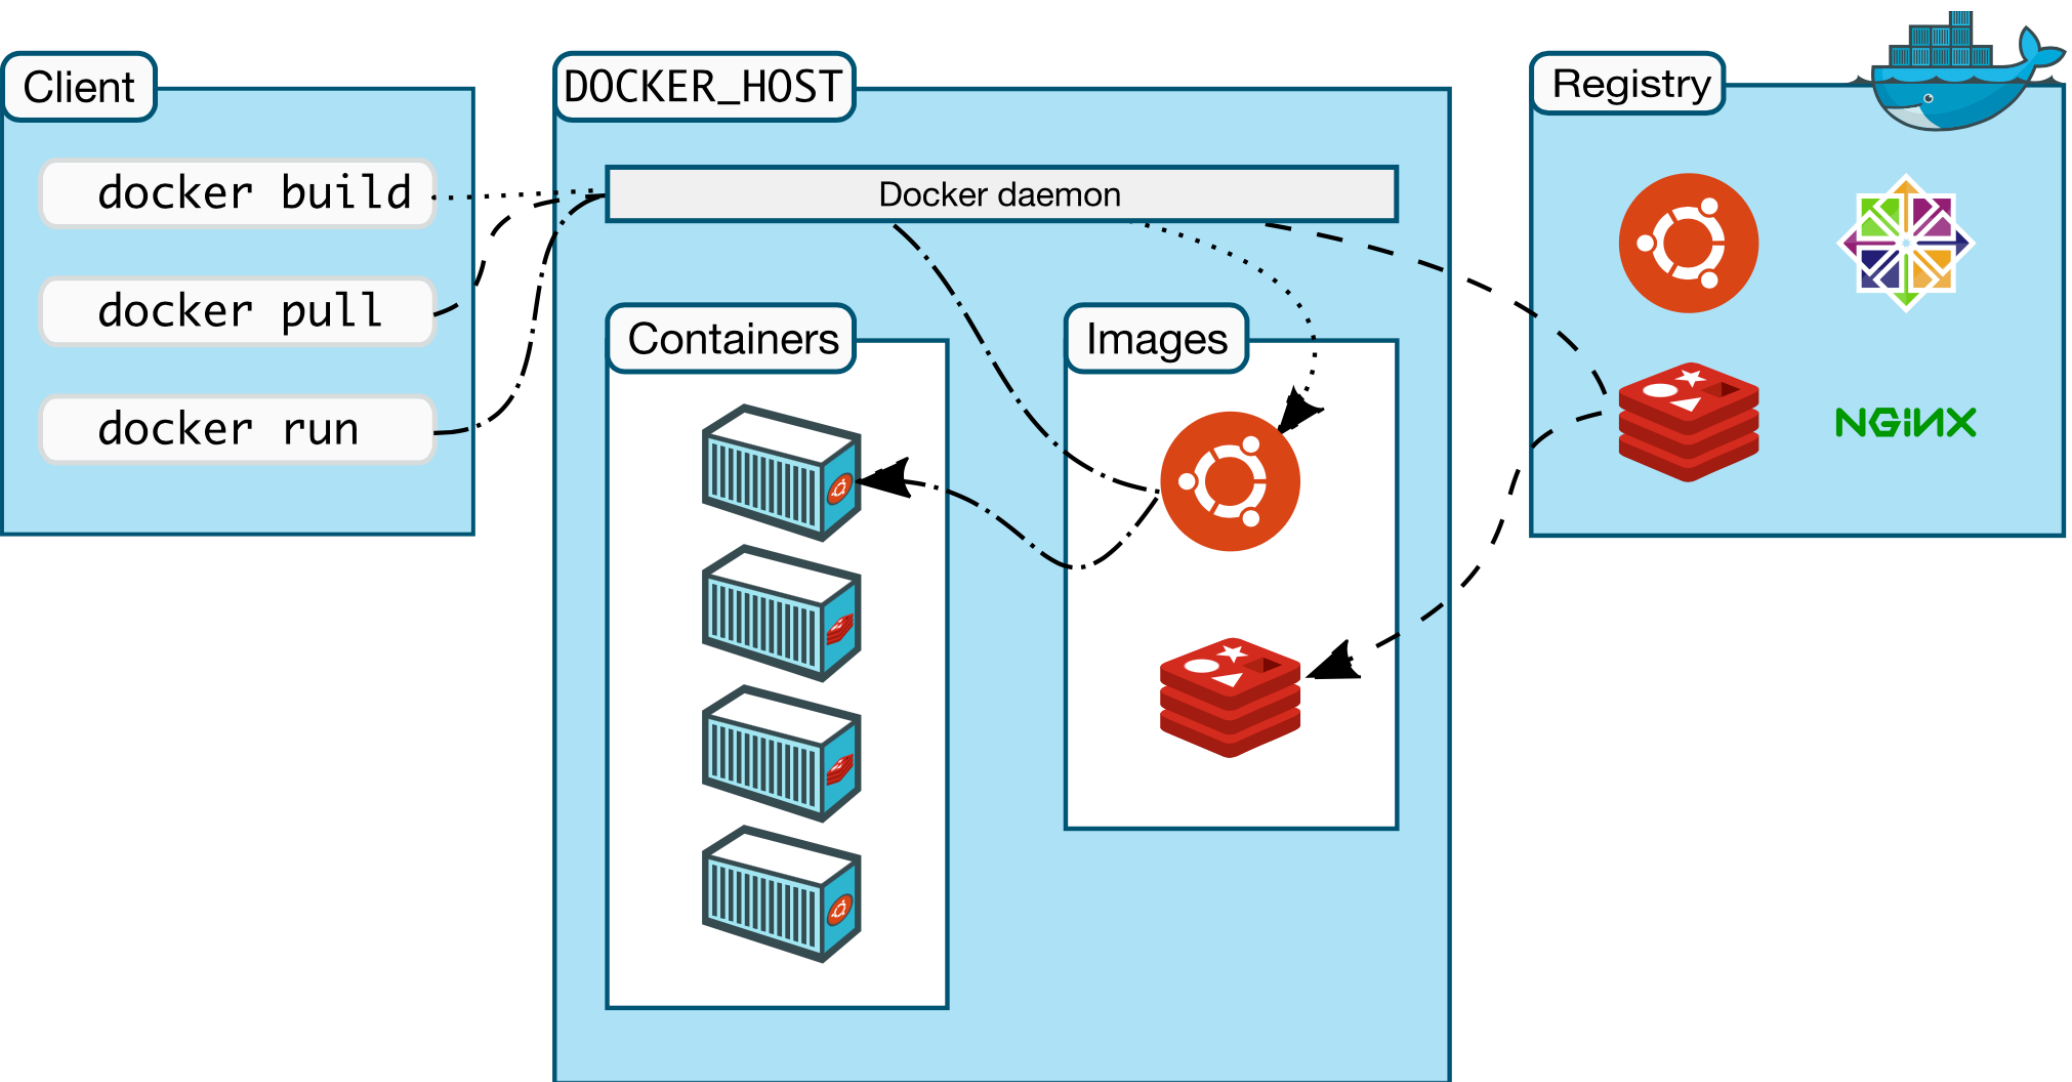 Client
docker build
docker pull
docker run
DOCKER_HOST
Docker daemon
Containers
Images
Registry
NGiNX